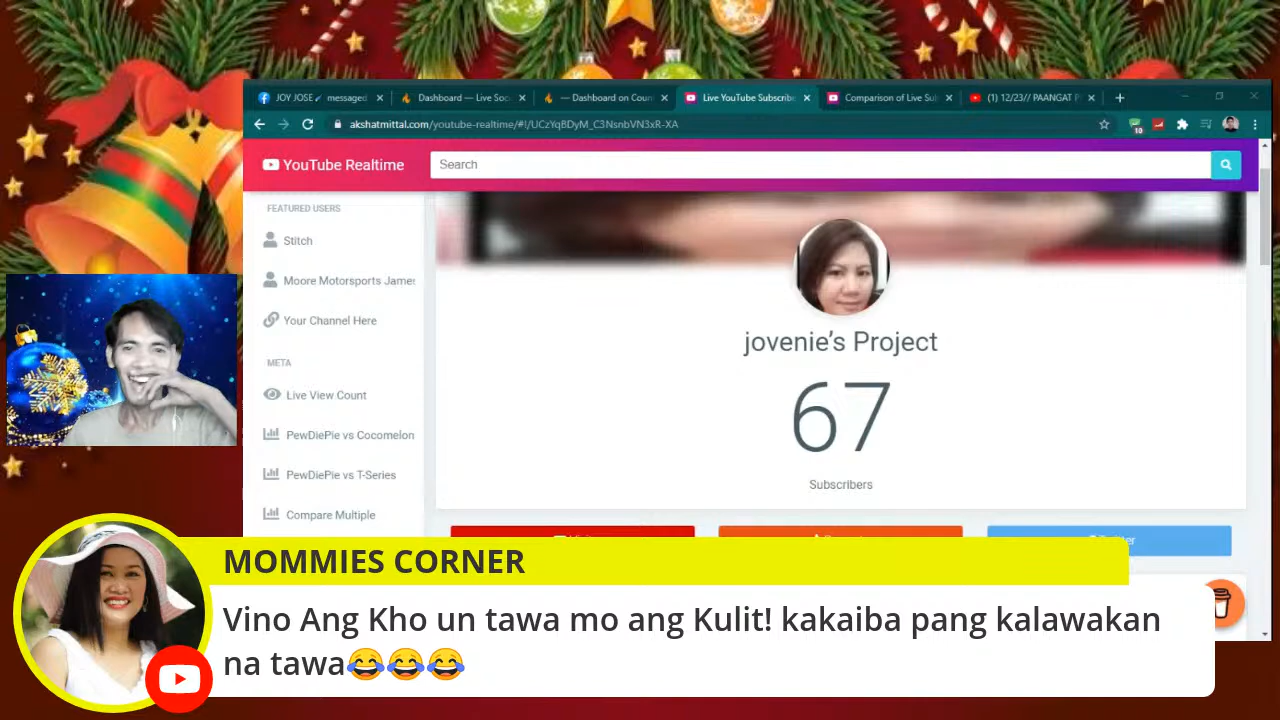 JOY JOSE messaged
Dashboard — Live Soc
— Dashboard on Coun
Live YouTube Subscribe
Comparison of Live Su
(1) 12/23// PAANGAT P
akshatmittal.com/youtube-realtime/#!/UCzYqBDyM_C3NsnbVN3xR-XA
10
YouTube Realtime
Search
FEATURED USERS
Stitch
Moore Motorsports James
Your Channel Here
META
Live View Count
PewDiePie vs Cocomelon
PewDiePie vs T-Series
Compare Multiple
jovenie’s Project
67
Subscribers
MOMMIES CORNER
Vino Ang Kho un tawa mo ang Kulit! kakaiba pang kalawakan
na tawa😂😂😂